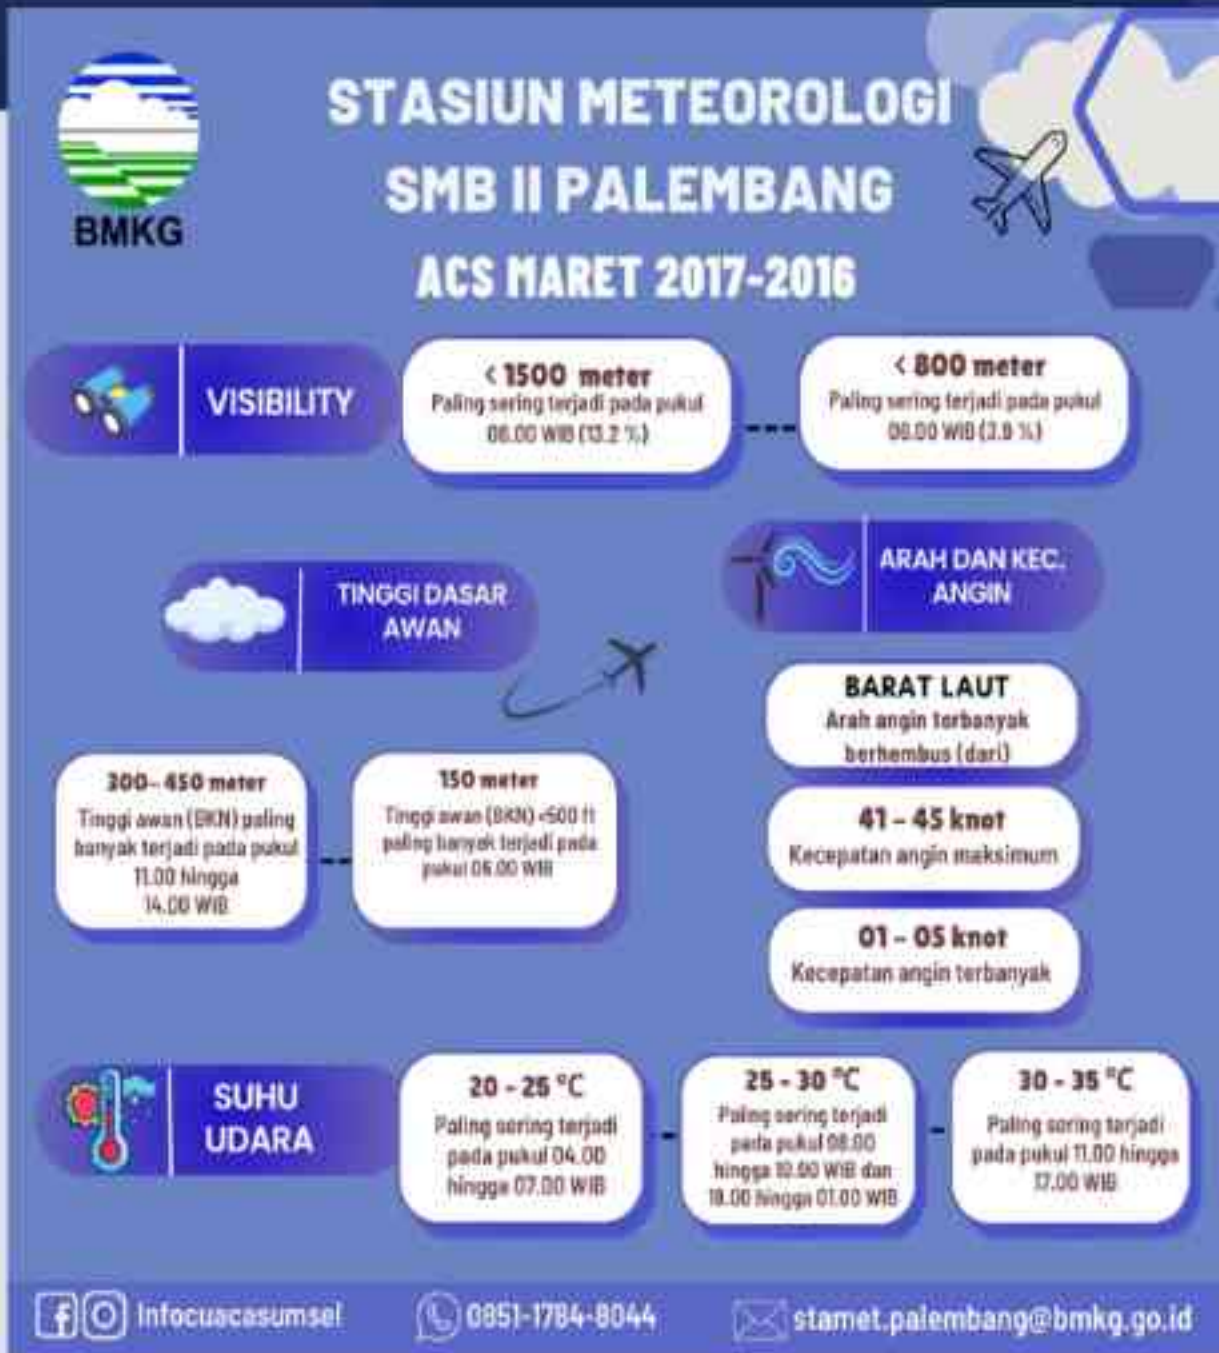 BMKG
STASIUN METEOROLOGI
SMB II PALEMBANG
ACS MARET 2017-2016
VISIBILITY
< 1500 meter
Paling sering terjadi pada pukul
06.00 WIB (13.2 %)
< 800 meter
Paling sering terjadi pada pukul
06.00 WIB (3.9 %)
TINGGI DASAR
AWAN
300-450 meter
Tinggi awan (BKN) paling
banyak terjadi pada pukul
11.00 hingga
14.00 WIB
150 meter
Tinggi awan (BKN) <500 ft
paling banyak terjadi pada
pukul 06.00 WIB
ARAH DAN KEC.
ANGIN
BARAT LAUT
Arah angin terbanyak
berhembus (dari)
41 - 45 knot
Kecepatan angin maksimum
01 - 05 knot
Kecepatan angin terbanyak
SUHU
UDARA
20 - 25 °C
Paling sering terjadi
pada pukul 04.00
hingga 07.00 WIB
25 - 30 °C
Paling sering terjadi
pada pukul 08.00
hingga 10.00 WIB dan
18.00 hingga 01.00 WIB
30 - 35 °C
Paling sering terjadi
pada pukul 11.00 hingga
17.00 WIB
Infocuacasumsel
0851-1784-8044
stamet.palembang@bmkg.go.id